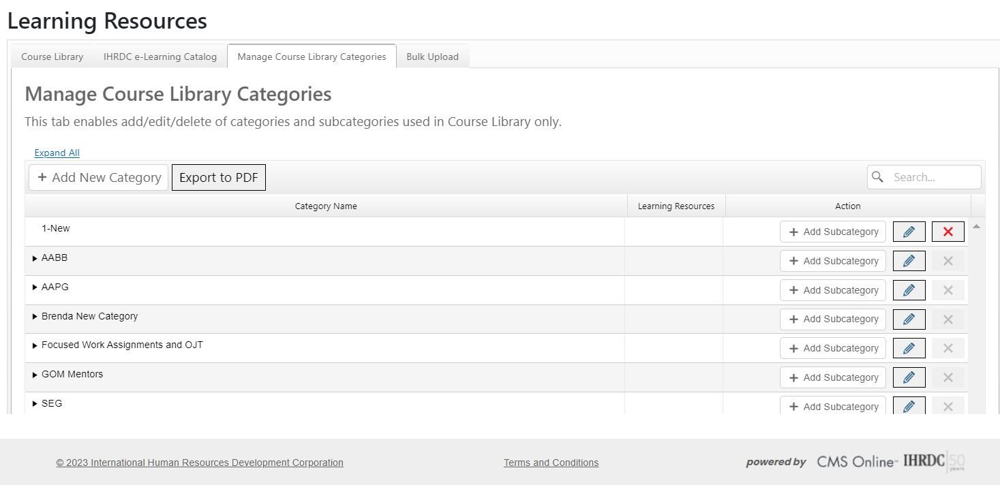 Learning Resources
Course Library IHRDC e-Learning Catalog Manage Course Library Categories Bulk Upload
Manage Course Library Categories
This tab enables add/edit/delete of categories and subcategories used in Course Library only.
Expand All
+ Add New Category Export to PDF Search...
Category Name Learning Resources Action
1-New + Add Subcategory
AABB + Add Subcategory
AAPG + Add Subcategory
Brenda New Category + Add Subcategory
Focused Work Assignments and OJT + Add Subcategory
GOM Mentors + Add Subcategory
SEG + Add Subcategory
© 2023 International Human Resources Development Corporation Terms and Conditions powered by CMS Online™ IHRDC 50 years